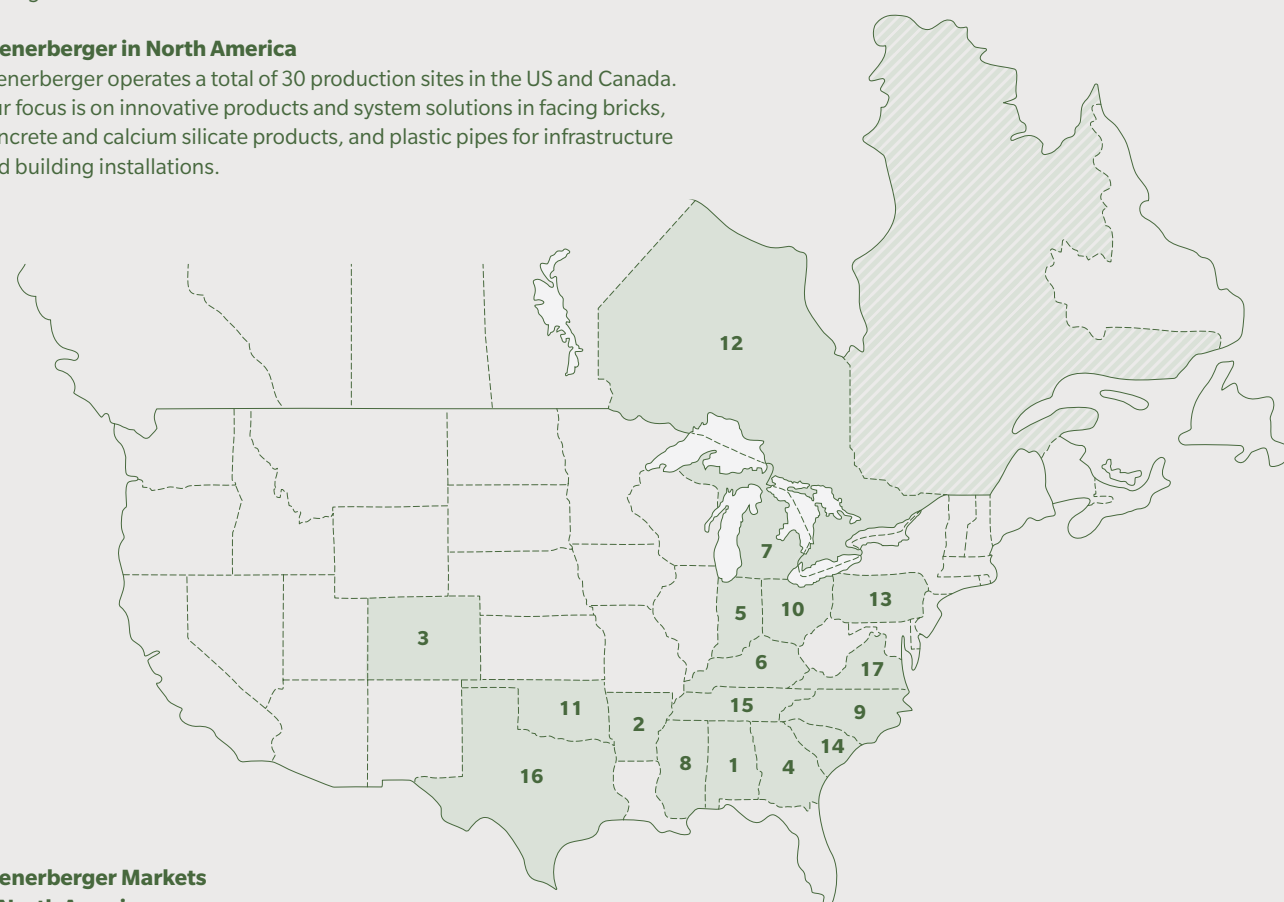 enerberger in North America
enerberger operates a total of 30 production sites in the US and Canada.
r focus is on innovative products and system solutions in facing bricks,
ncrete and calcium silicate products, and plastic pipes for infrastructure
d building installations.
12
7
5
10
13
3
6
17
11
2
15
9
14
8
1
4
16
enerberger Markets